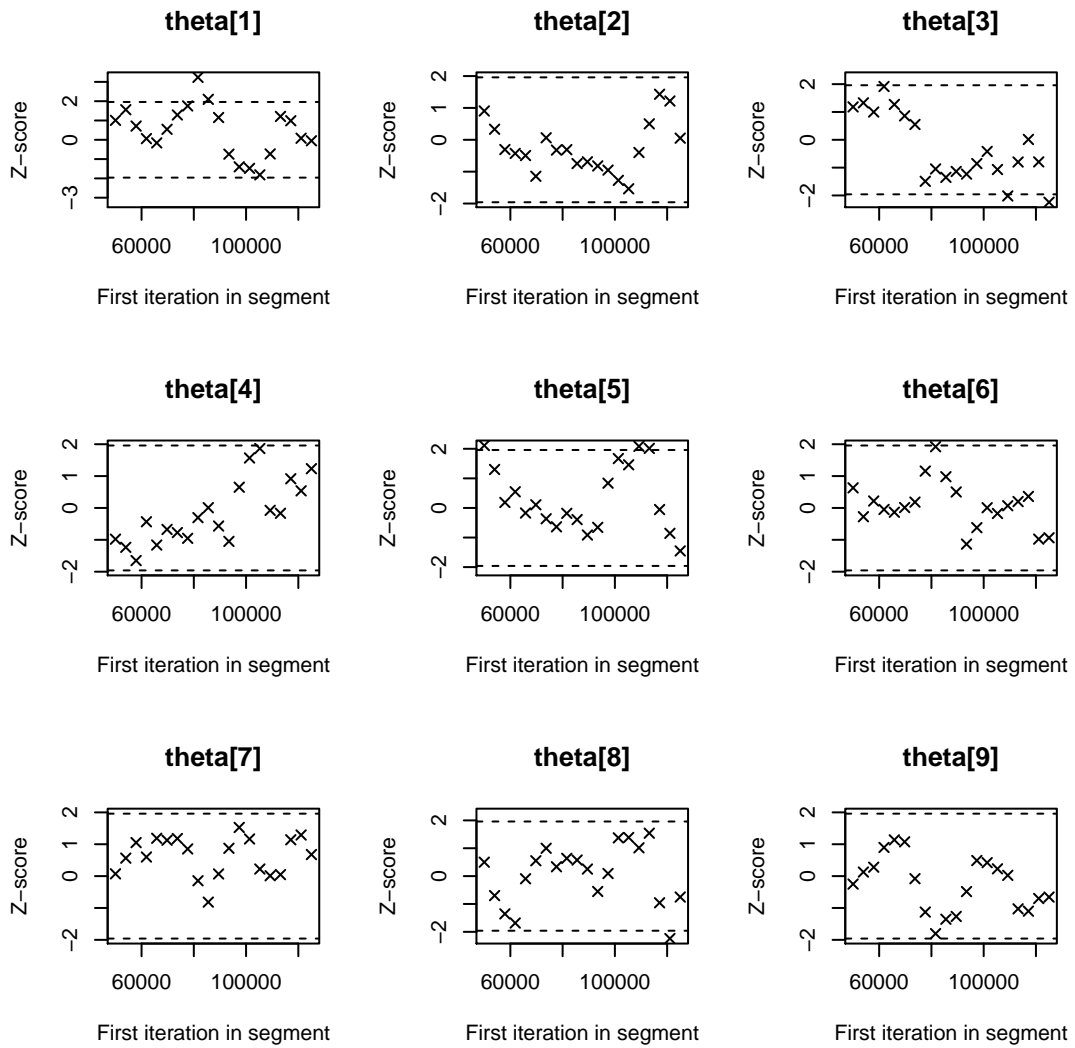 theta[1]
Z−score
2
0
−3
60000 100000
First iteration in segment
theta[2]
Z−score
2
1
0
−2
60000 100000
First iteration in segment
theta[3]
Z−score
2
1
0
−2
60000 100000
First iteration in segment
theta[4]
Z−score
2
1
0
−2
60000 100000
First iteration in segment
theta[5]
Z−score
2
1
0
−2
60000 100000
First iteration in segment
theta[6]
Z−score
2
1
0
−2
60000 100000
First iteration in segment
theta[7]
Z−score
2
1
0
−2
60000 100000
First iteration in segment
theta[8]
Z−score
2
1
0
−2
60000 100000
First iteration in segment
theta[9]
Z−score
2
1
0
−2
60000 100000
First iteration in segment